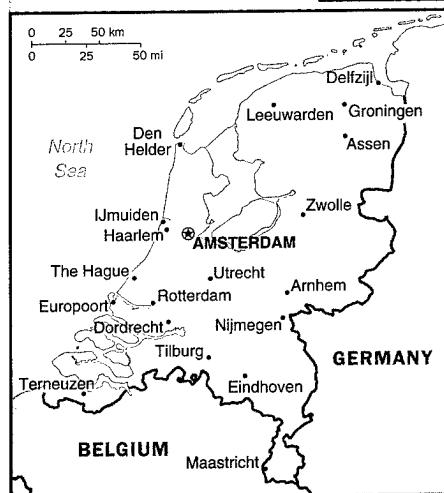 0 25 50 km
0 25 50 mi
Delfzijl
Leeuwarden
Groningen
Assen
North
Sea
Den
Helder
Zwolle
IJmuiden
Haarlem
AMSTERDAM
The Hague
Utrecht
Arnhem
Europoort
Rotterdam
Dordrecht
Nijmegen
Tilburg
GERMANY
Terneuzen
Eindhoven
BELGIUM
Maastricht